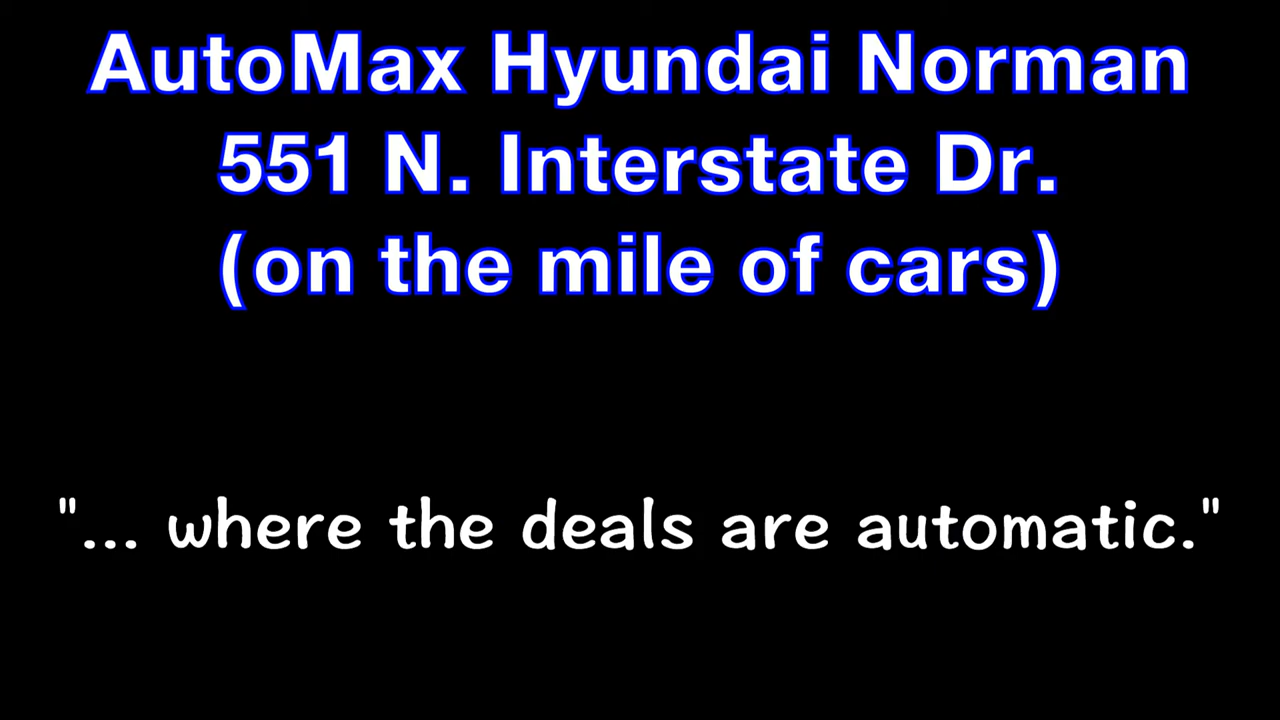 AutoMax Hyundai Norman
551 N. Interstate Dr.
(on the mile of cars)
"... where the deals are automatic."